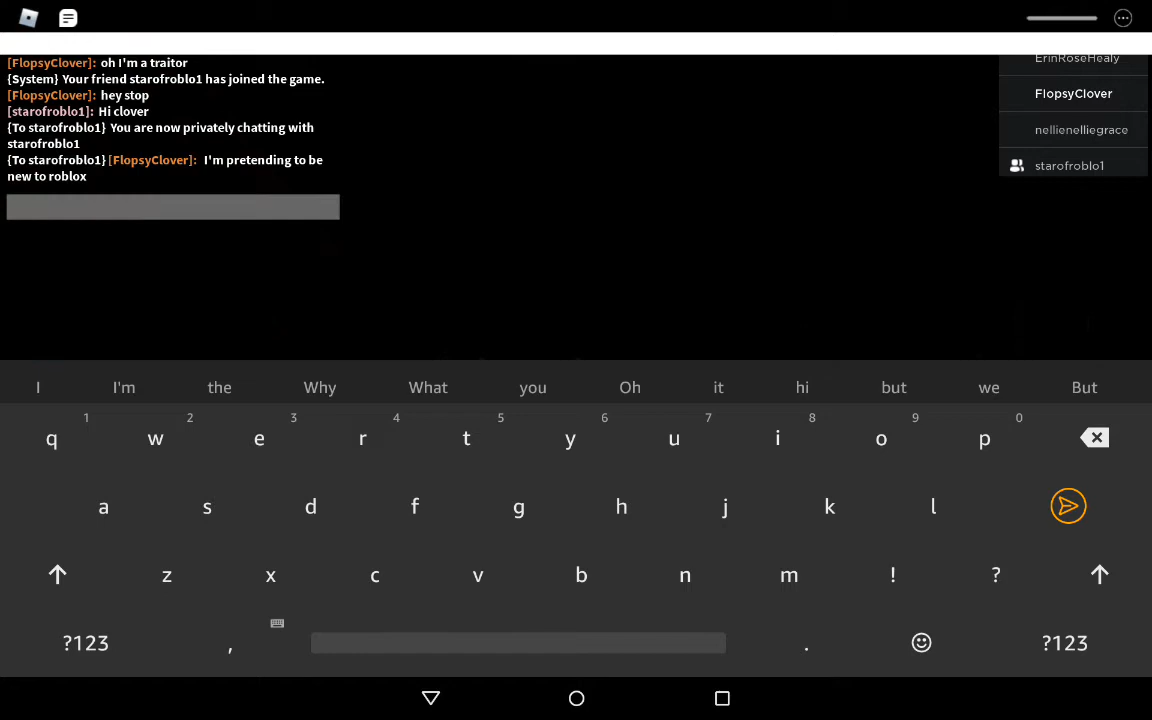 [FlopsyClover]: oh I'm a traitor
{System} Your friend starofroblo1 has joined the game.
[FlopsyClover]: hey stop
[starofroblo1]: Hi clover
{To starofroblo1} You are now privately chatting with
starofroblo1
{To starofroblo1} [FlopsyClover]: I'm pretending to be
new to roblox
ErinRoseHealy
FlopsyClover
nellienelliegrace
starofroblo1
I I'm the Why What you Oh it hi but we But
1 2 3 4 5 6 7 8 9 0
q w e r t y u i o p
a s d f g h j k l
z x c v b n m ! ?
?123 , . ?123